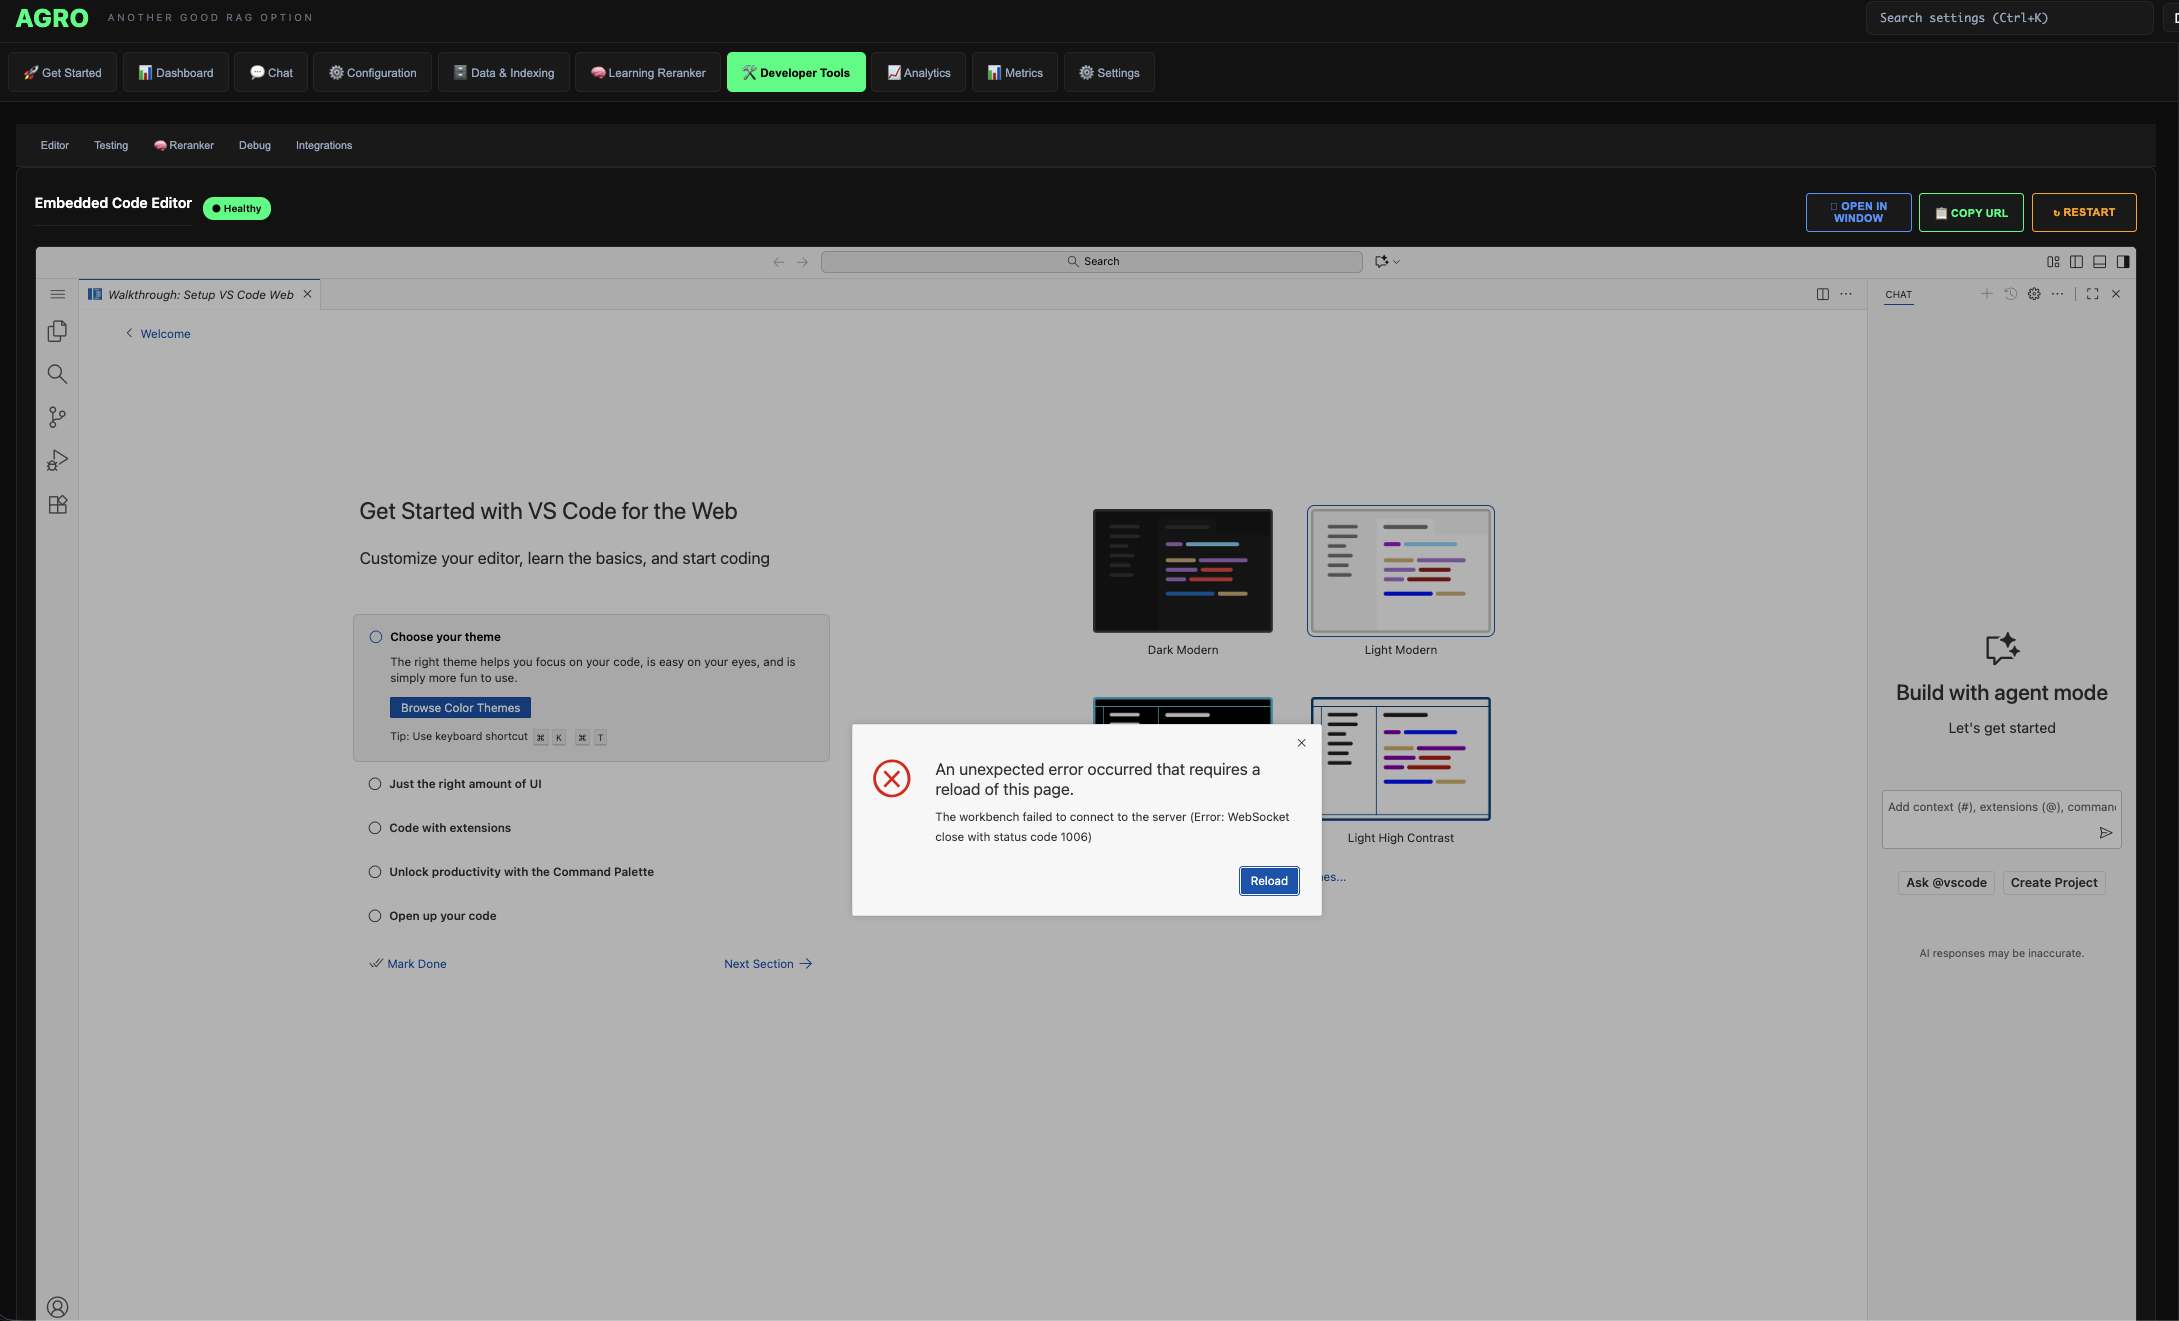 AGRO
ANOTHER GOOD RAG OPTION
Search settings (Ctrl+K)
Get Started
Dashboard
Chat
Configuration
Data & Indexing
Learning Reranker
Developer Tools
Analytics
Metrics
Settings
Editor
Testing
Reranker
Debug
Integrations
Embedded Code Editor
Healthy
OPEN IN
WINDOW
COPY URL
↻ RESTART
Search
Walkthrough: Setup VS Code Web
CHAT
Welcome
Get Started with VS Code for the Web
Customize your editor, learn the basics, and start coding
Choose your theme
The right theme helps you focus on your code, is easy on your eyes, and is
simply more fun to use.
Browse Color Themes
Tip: Use keyboard shortcut ⌘ K ⌘ T
Just the right amount of UI
Code with extensions
Unlock productivity with the Command Palette
Open up your code
Mark Done
Next Section
Dark Modern
Light Modern
Light High Contrast
An unexpected error occurred that requires a
reload of this page.
The workbench failed to connect to the server (Error: WebSocket
close with status code 1006)
Reload
Build with agent mode
Let's get started
Add context (#), extensions (@), comman
Ask @vscode
Create Project
AI responses may be inaccurate.